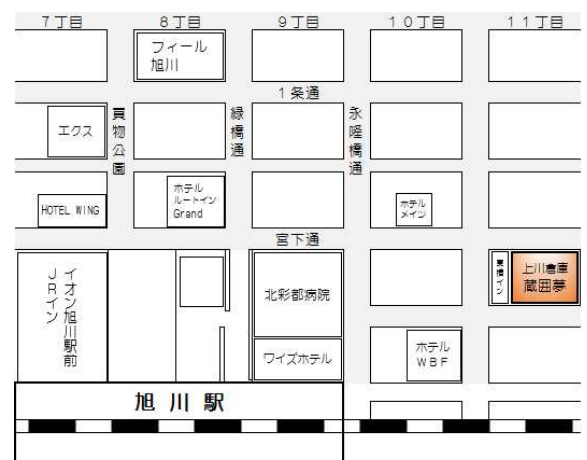 7丁目
8丁目
9丁目
10丁目
11丁目
フィール
旭川
1条通
エクス
買物公園
緑橋通
永隆橋通
HOTEL WING
ホテル
ルートイン
Grand
ホテル
メイン
宮下通
イオン旭川駅前
JRイン
北彩都病院
東横イン
上川倉庫
蔵囲夢
ワイズホテル
ホテル
WBF
旭川駅